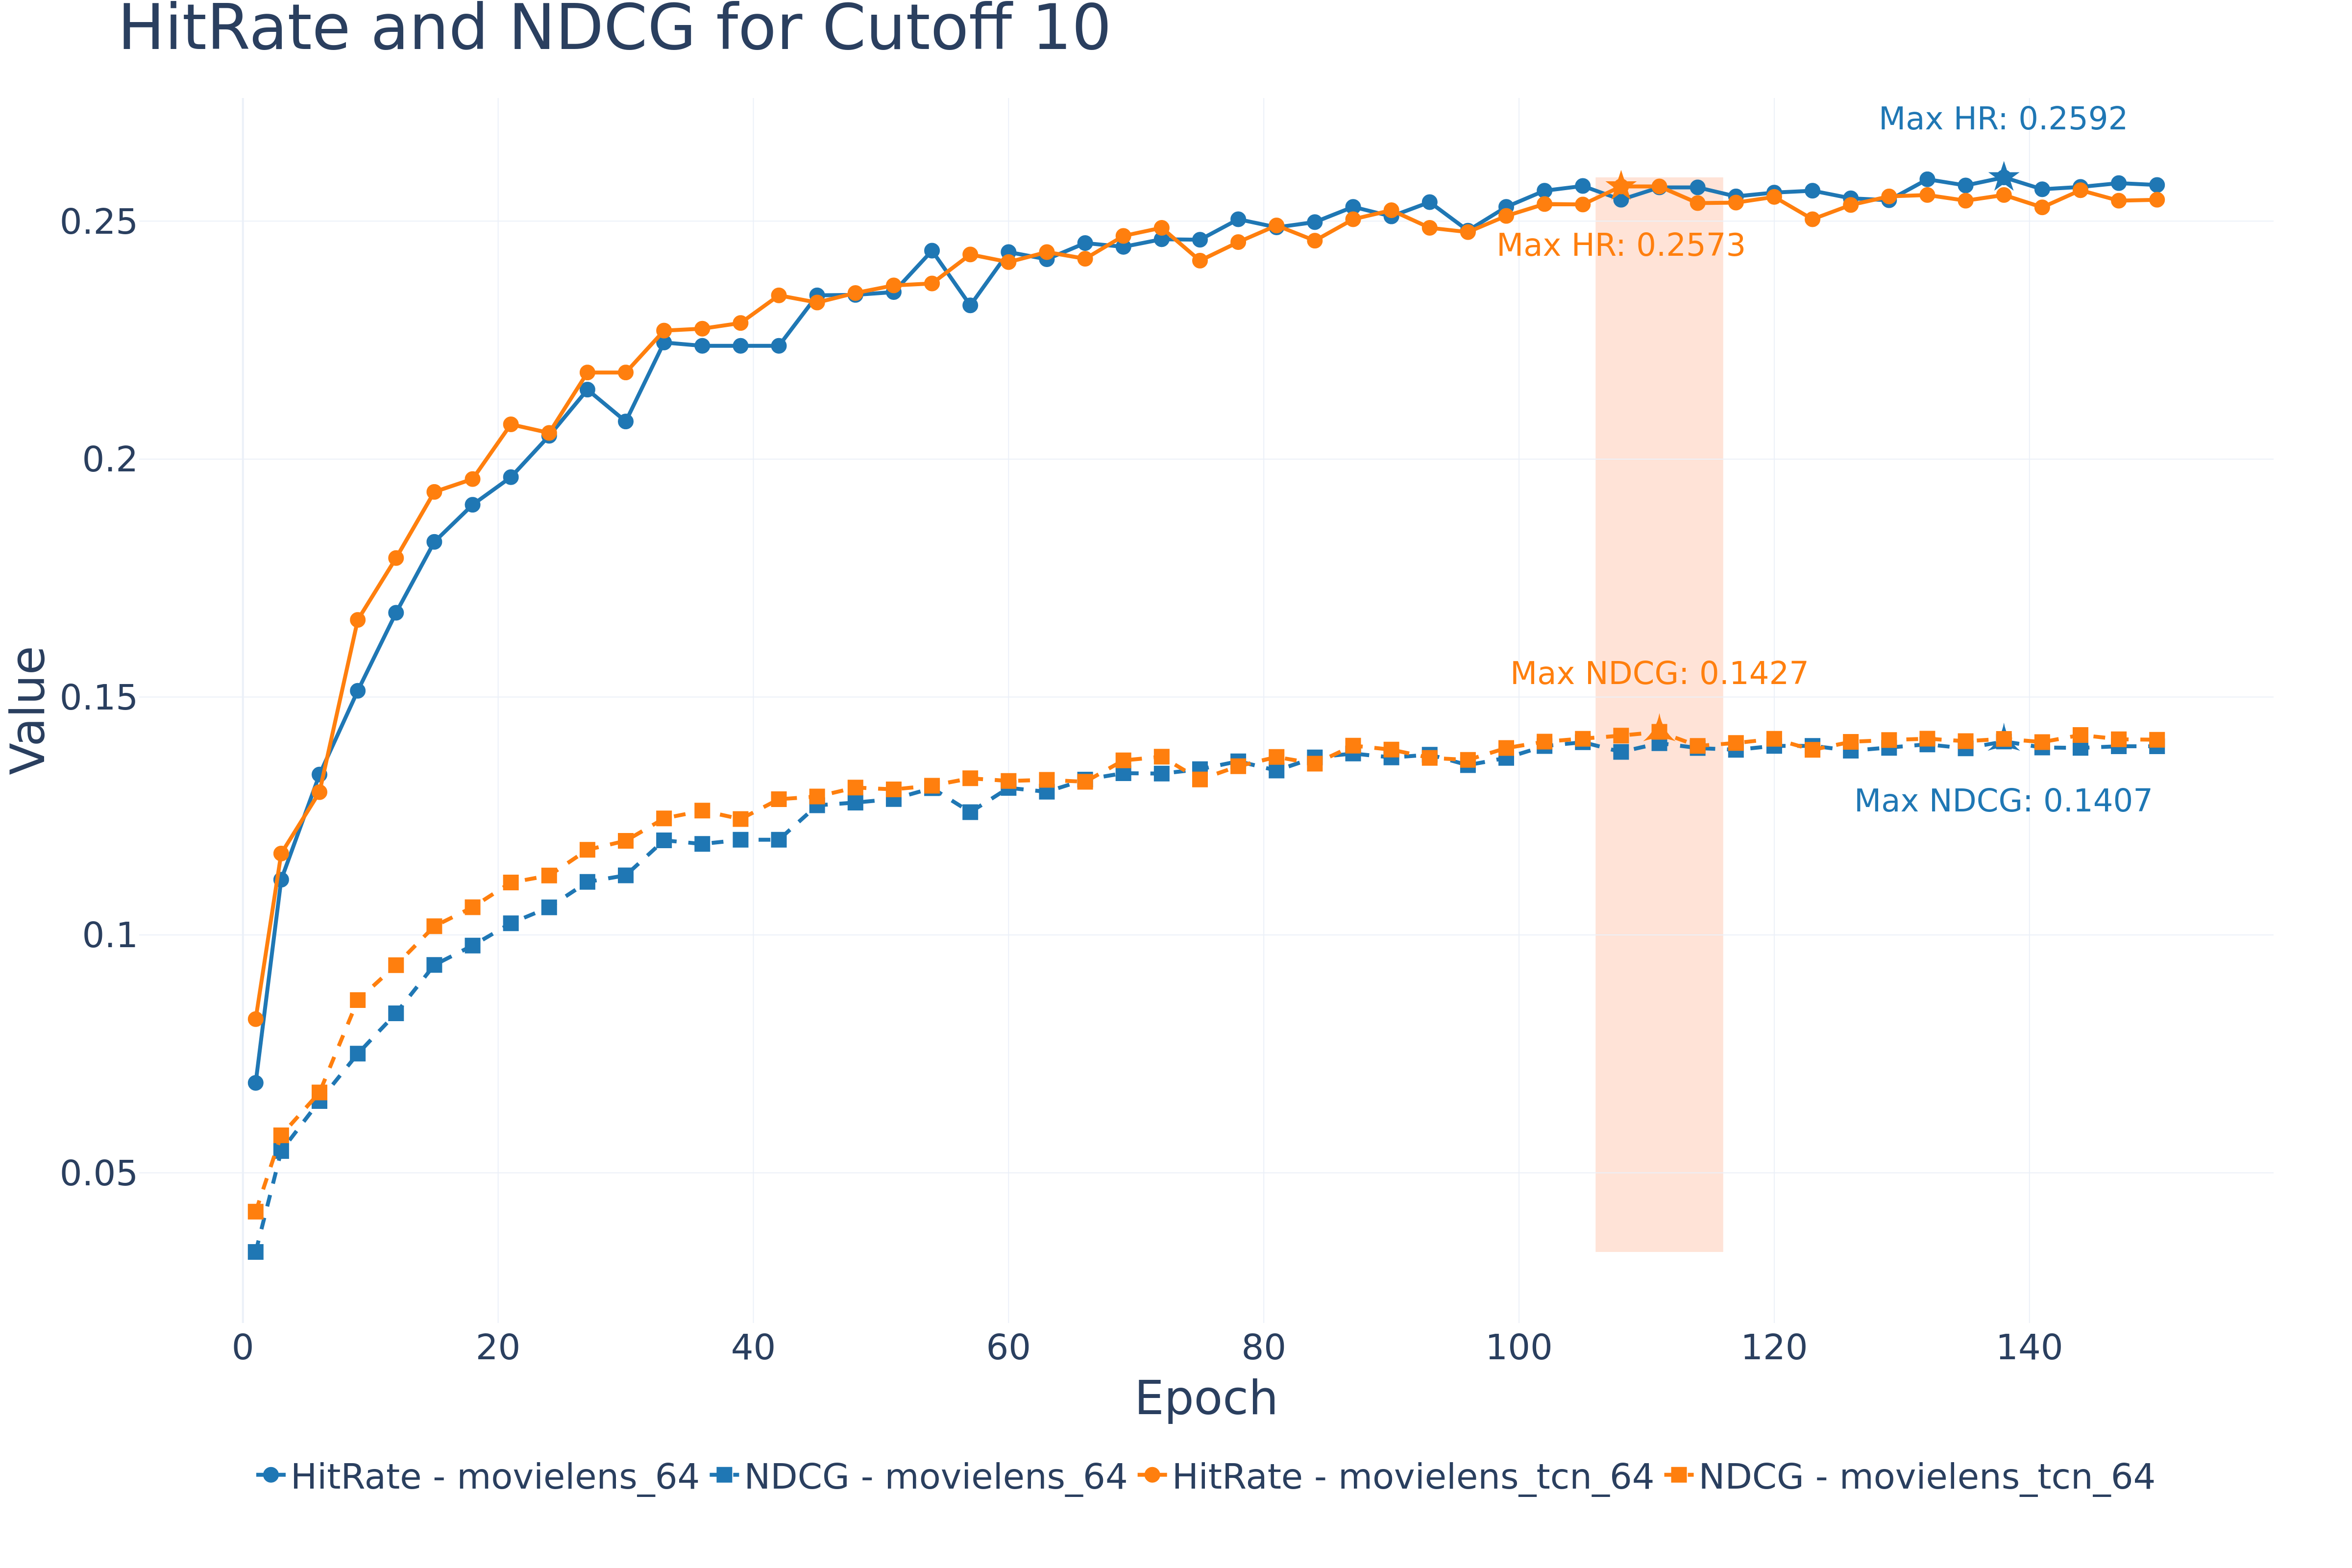 HitRate and NDCG for Cutoff 10
Max HR: 0.2592
Max HR: 0.2573
Max NDCG: 0.1427
Max NDCG: 0.1407
Value
0.25
0.2
0.15
0.1
0.05
0 20 40 60 80 100 120 140
Epoch
HitRate - movielens_64 NDCG - movielens_64 HitRate - movielens_tcn_64 NDCG - movielens_tcn_64